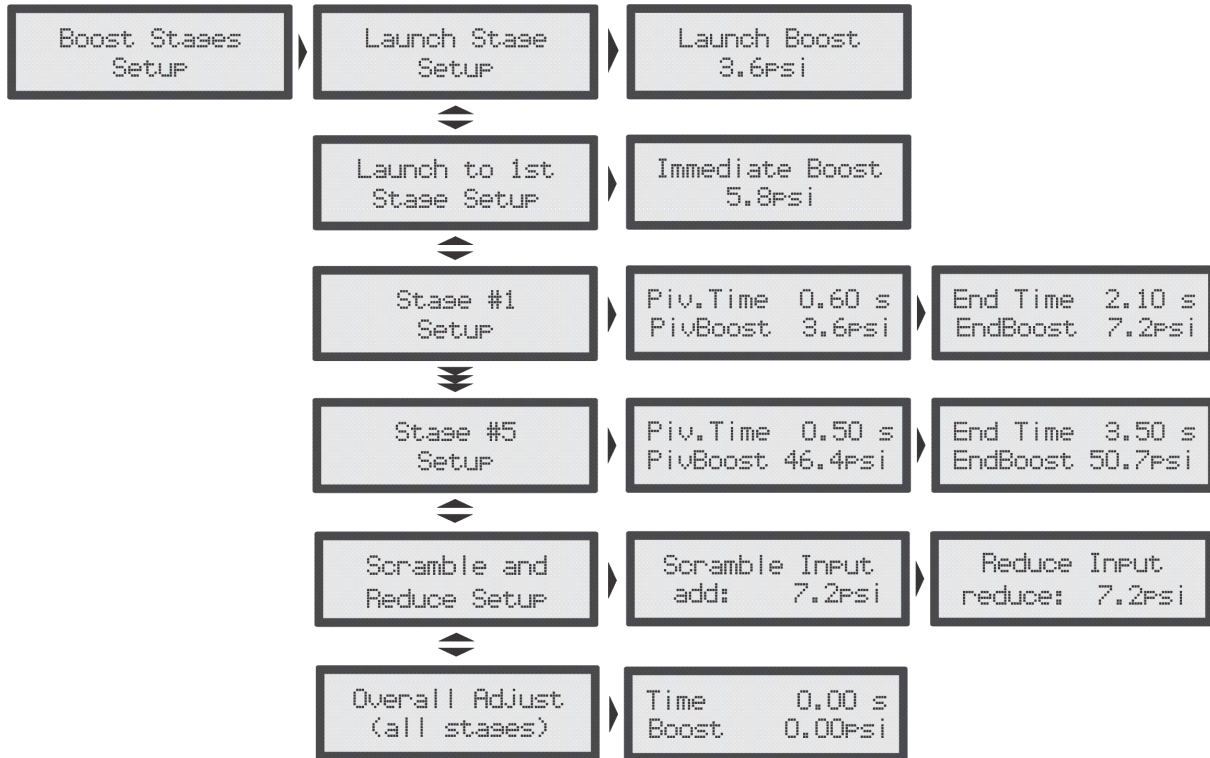 Boost Stages
Setup
Launch Stage
Setup
Launch Boost
3.6psi
Launch to 1st
Stage Setup
Immediate Boost
5.8psi
Stage #1
Setup
Piv.Time 0.60 s
PivBoost 3.6psi
End Time 2.10 s
EndBoost 7.2psi
Stage #5
Setup
Piv.Time 0.50 s
PivBoost 46.4psi
End Time 3.50 s
EndBoost 50.7psi
Scramble and
Reduce Setup
Scramble Input
add: 7.2psi
Reduce Input
reduce: 7.2psi
Overall Adjust
(all stages)
Time 0.00 s
Boost 0.00psi